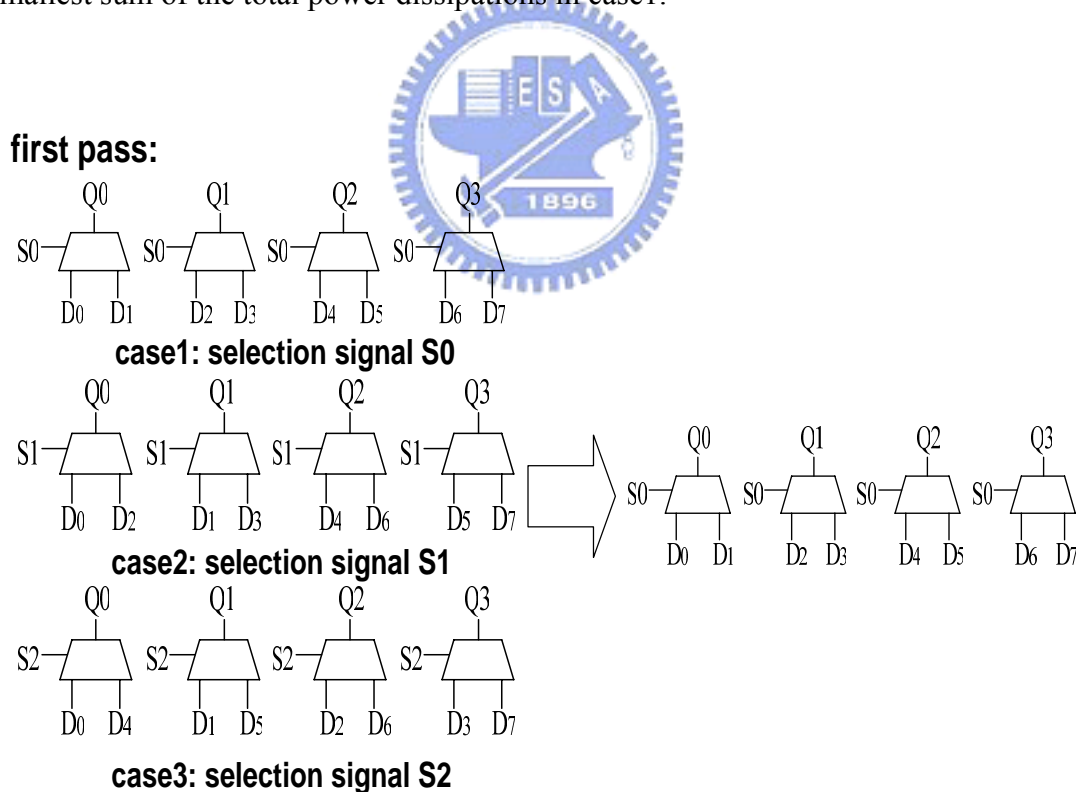 smallest sum of the total power dissipations in case1.
E S A
1896
first pass:
Q0 Q1 Q2 Q3
S0 S0 S0 S0
D0 D1 D2 D3 D4 D5 D6 D7
case1: selection signal S0
Q0 Q1 Q2 Q3
S1 S1 S1 S1
D0 D2 D1 D3 D4 D6 D5 D7
case2: selection signal S1
Q0 Q1 Q2 Q3
S0 S0 S0 S0
D0 D1 D2 D3 D4 D5 D6 D7
Q0 Q1 Q2 Q3
S2 S2 S2 S2
D0 D4 D1 D5 D2 D6 D3 D7
case3: selection signal S2